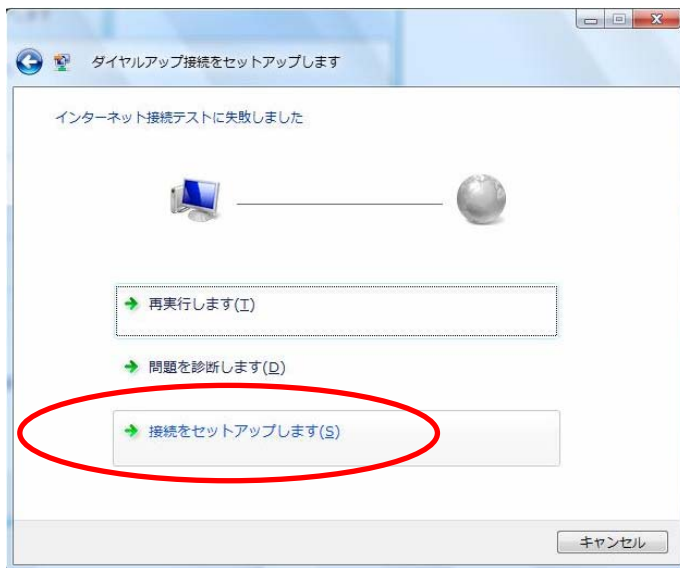 ダイヤルアップ接続をセットアップします
インターネット接続テストに失敗しました
再実行します(T)
問題を診断します(D)
接続をセットアップします(S)
キャンセル